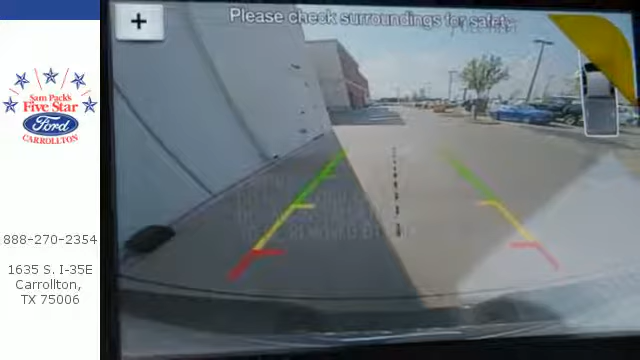 Please check surroundings for safety.
+
Sam Pack's
Five Star
Ford
CARROLLTON
888-270-2354
1635 S. I-35E
Carrollton,
TX 75006